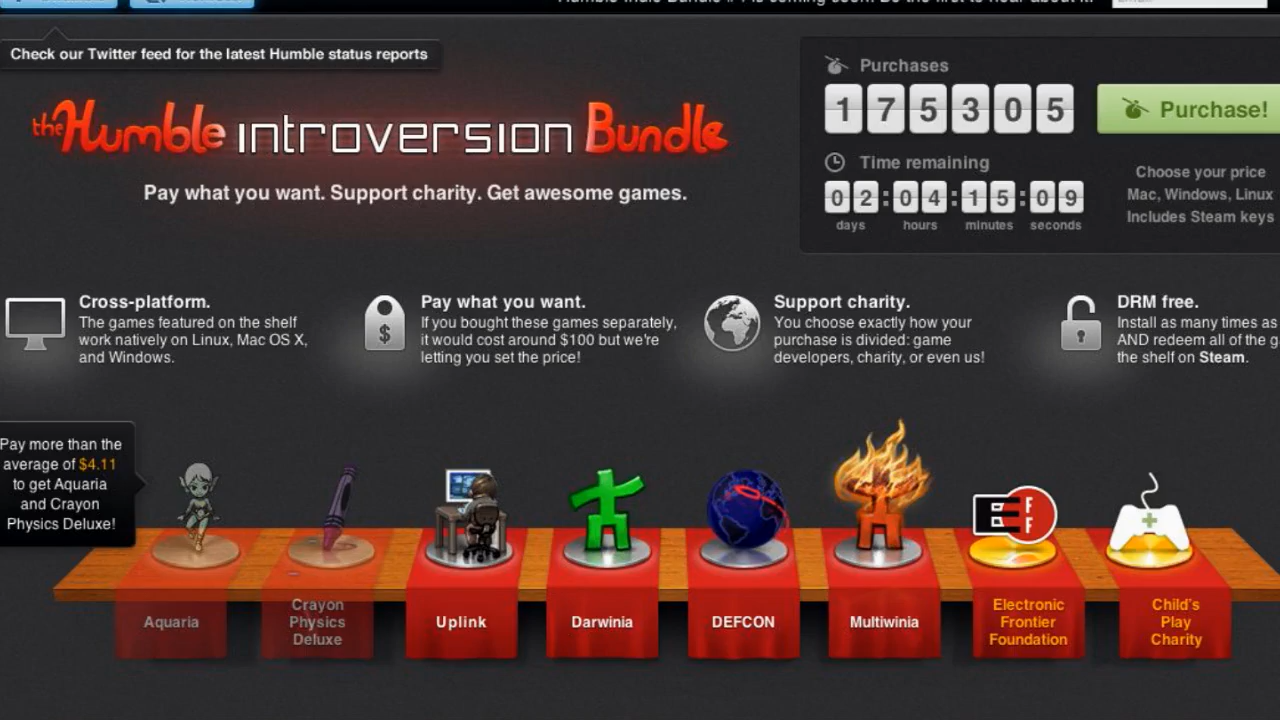 Check our Twitter feed for the latest Humble status reports
the Humble introversion Bundle
Pay what you want. Support charity. Get awesome games.
Purchases
175305
Purchase!
Time remaining
02:04:15:09
days hours minutes seconds
Choose your price
Mac, Windows, Linux
Includes Steam keys
Cross-platform.
The games featured on the shelf
work natively on Linux, Mac OS X,
and Windows.
Pay what you want.
If you bought these games separately,
it would cost around $100 but we're
letting you set the price!
Support charity.
You choose exactly how your
purchase is divided: game
developers, charity, or even us!
DRM free.
Install as many times as
AND redeem all of the
the shelf on Steam.
Pay more than the
average of $4.11
to get Aquaria
and Crayon
Physics Deluxe!
$
EFF
Aquaria
Crayon
Physics
Deluxe
Uplink
Darwinia
DEFCON
Multiwinia
Electronic
Frontier
Foundation
Child's
Play
Charity